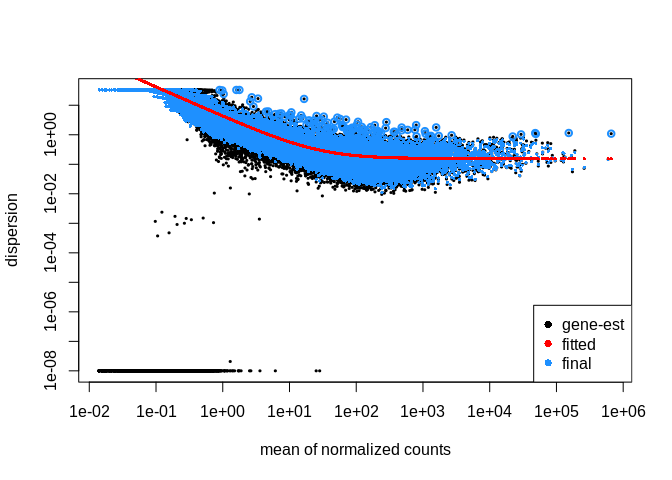 1e+00
1e-02
1e-04
1e-06
1e-08
dispersion
gene-est
fitted
final
1e-02 1e-01 1e+00 1e+01 1e+02 1e+03 1e+04 1e+05 1e+06
mean of normalized counts